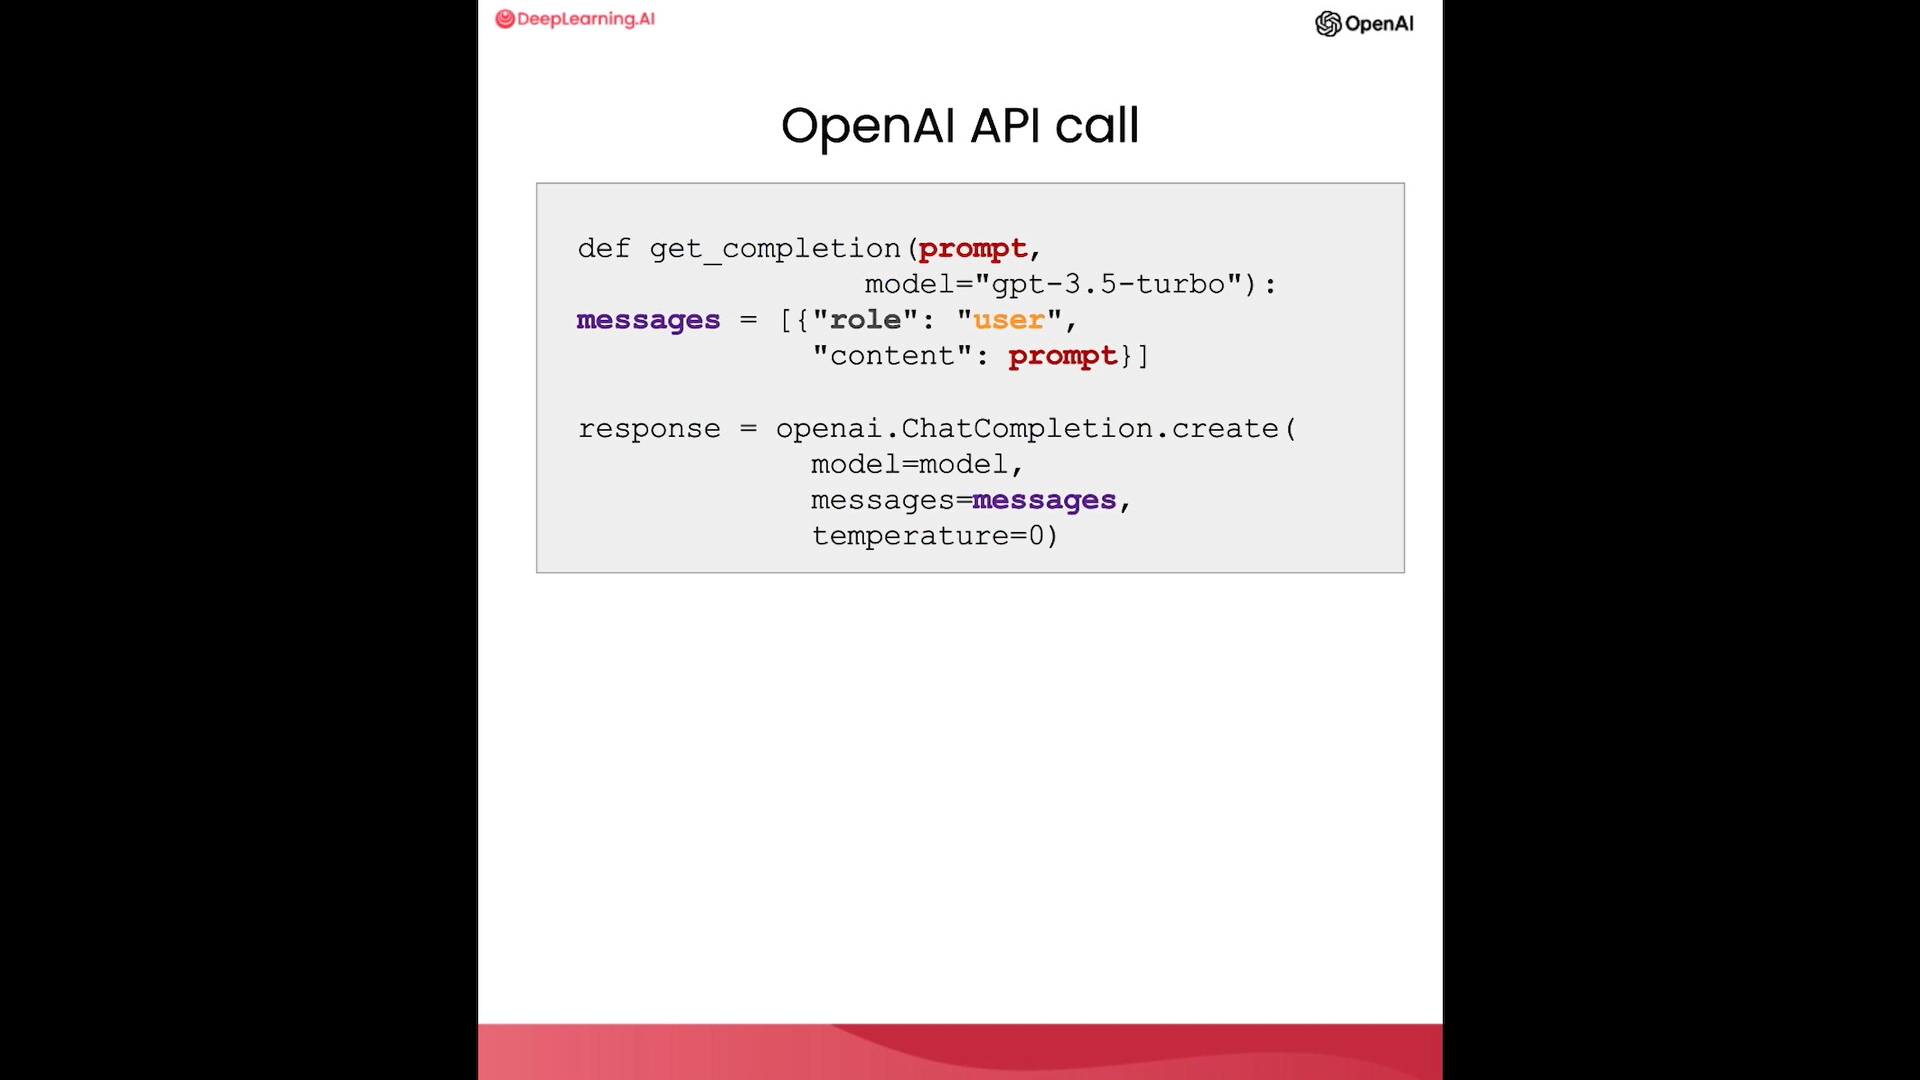 DeepLearning.AI
OpenAI
OpenAI API call
def get_completion(prompt,
model="gpt-3.5-turbo"):
messages = [{"role": "user",
"content": prompt}]
response = openai.ChatCompletion.create(
model=model,
messages=messages,
temperature=0)